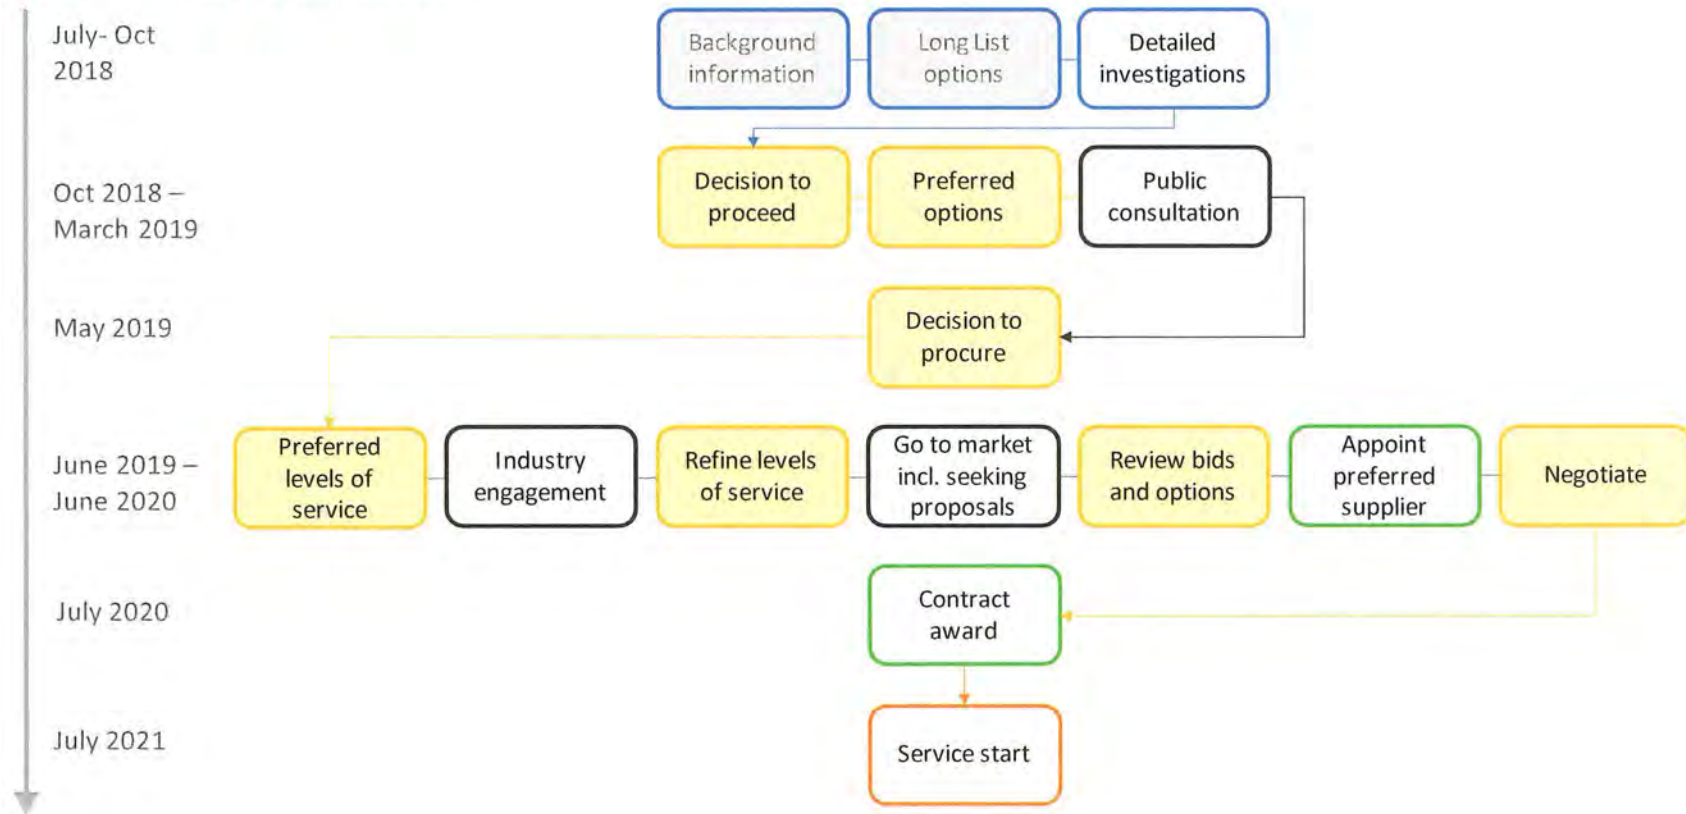 July- Oct
2018
Background
information
Long List
options
Detailed
investigations
Oct 2018 –
March 2019
Decision to
proceed
Preferred
options
Public
consultation
May 2019
Decision to
procure
June 2019 –
June 2020
Preferred
levels of
service
Industry
engagement
Refine levels
of service
Go to market
incl. seeking
proposals
Review bids
and options
Appoint
preferred
supplier
Negotiate
July 2020
Contract
award
July 2021
Service start